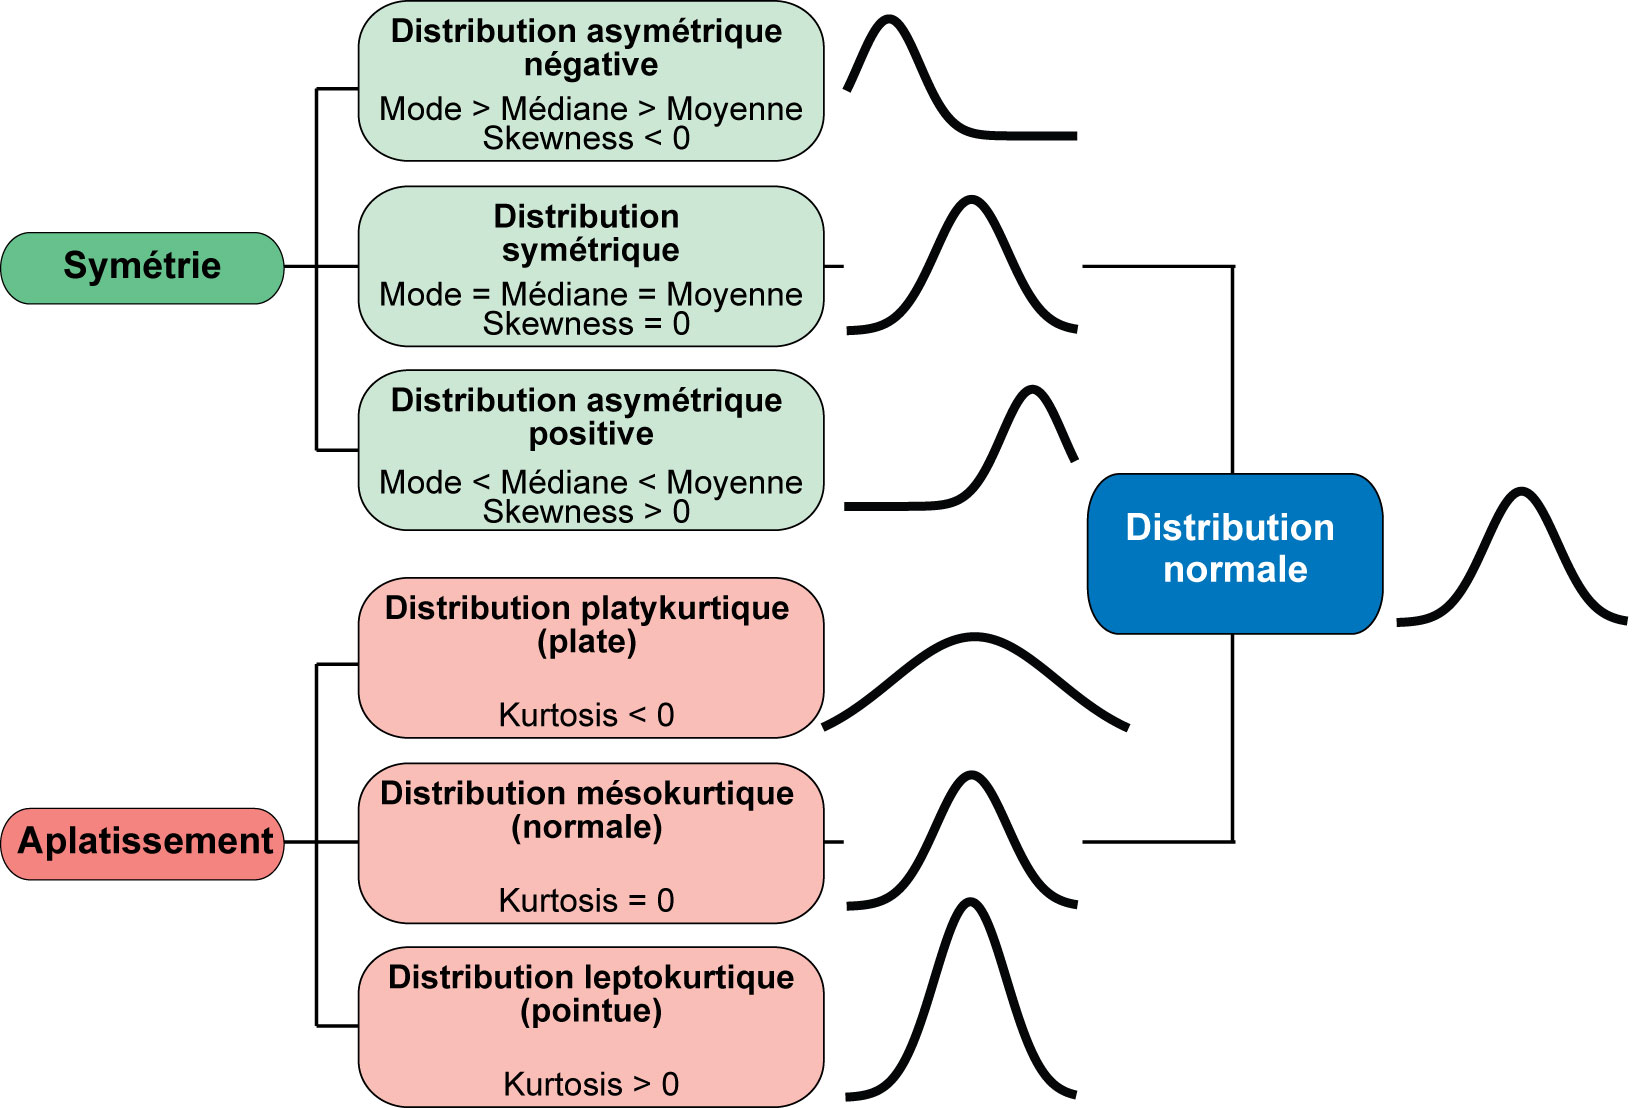 Distribution asymétrique
négative
Mode > Médiane > Moyenne
Skewness < 0
Symétrie
Distribution
symétrique
Mode = Médiane = Moyenne
Skewness = 0
Distribution asymétrique
positive
Mode < Médiane < Moyenne
Skewness > 0
Distribution
normale
Distribution platykurtique
(plate)
Kurtosis < 0
Aplatissement
Distribution mésokurtique
(normale)
Kurtosis = 0
Distribution leptokurtique
(pointue)
Kurtosis > 0